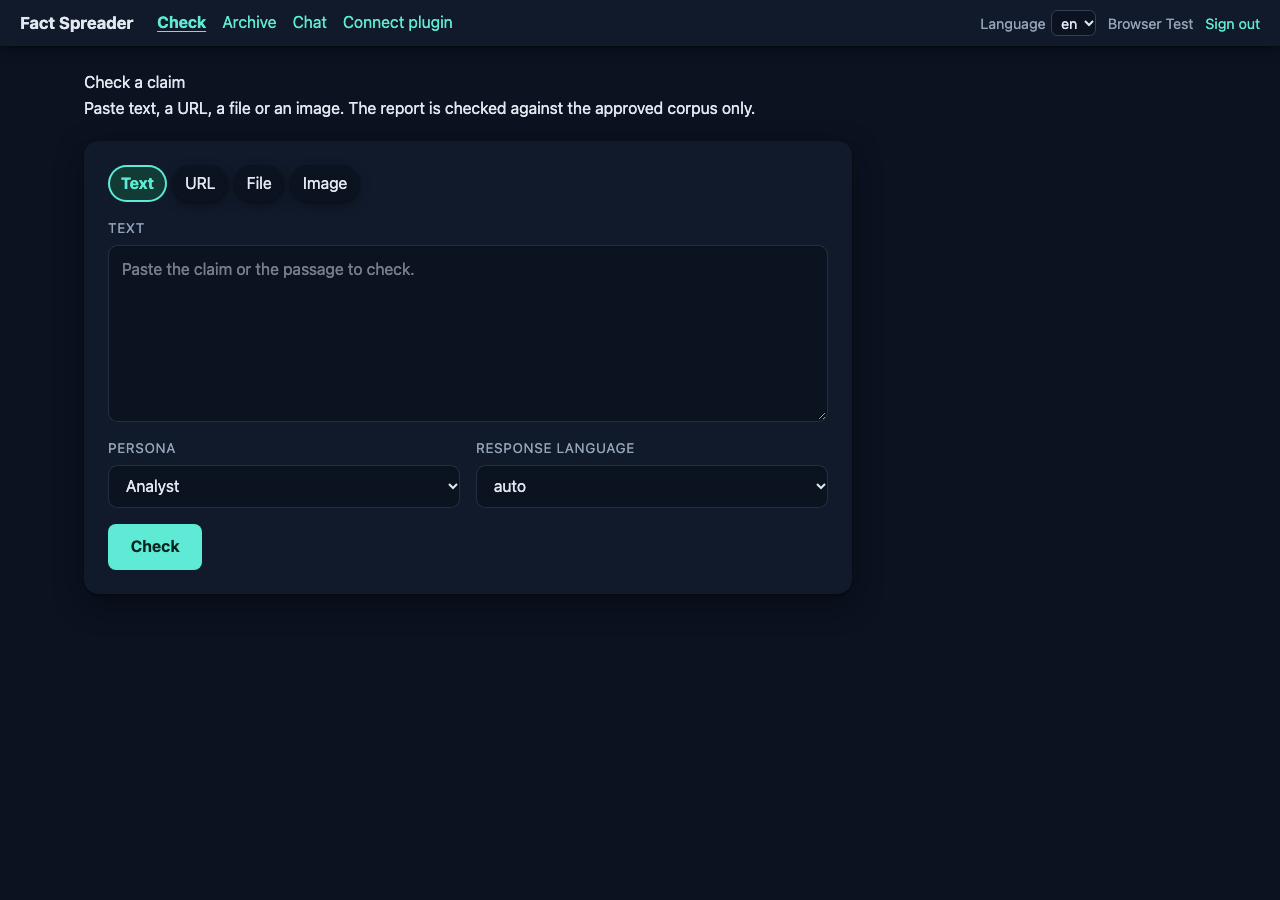 Fact Spreader Check Archive Chat Connect plugin Language en Browser Test Sign out
Check a claim
Paste text, a URL, a file or an image. The report is checked against the approved corpus only.
Text URL File Image
TEXT
Paste the claim or the passage to check.
PERSONA RESPONSE LANGUAGE
Analyst auto
Check